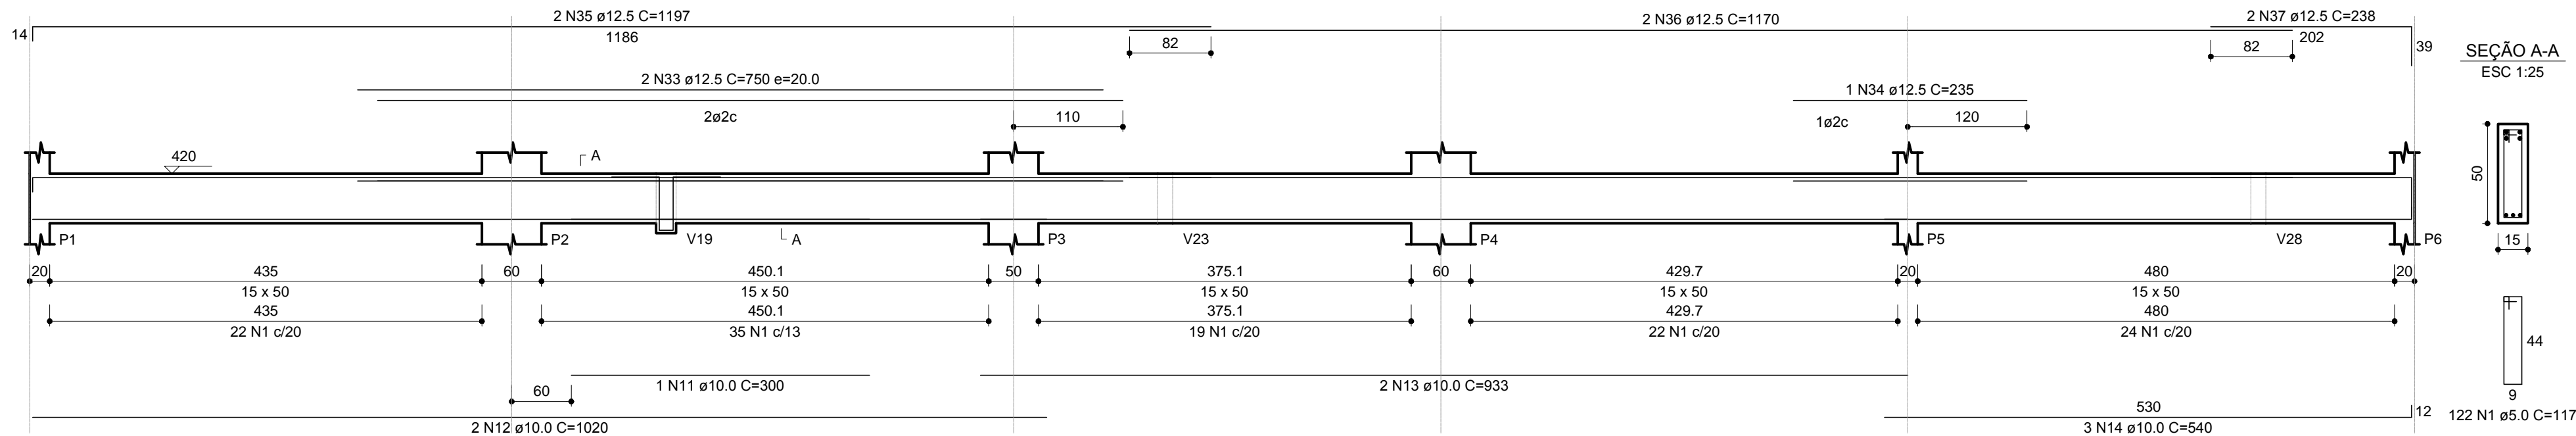 2 N35 ø12.5 C=1197
2 N36 ø12.5 C=1170
2 N37 ø12.5 C=238
14
1186
82
82
202
39
SEÇÃO A-A
ESC 1:25
2 N33 ø12.5 C=750 e=20.0
1 N34 ø12.5 C=235
2ø2c
110
1ø2c
120
420
A
50
P1
P2
V19
A
P3
V23
P4
P5
V28
P6
15
20
435
60
450.1
50
375.1
60
429.7
20
480
20
15 x 50
15 x 50
15 x 50
15 x 50
15 x 50
435
450.1
375.1
429.7
480
22 N1 c/20
35 N1 c/13
19 N1 c/20
22 N1 c/20
24 N1 c/20
44
1 N11 ø10.0 C=300
2 N13 ø10.0 C=933
60
9
530
12
122 N1 ø5.0 C=117
2 N12 ø10.0 C=1020
3 N14 ø10.0 C=540